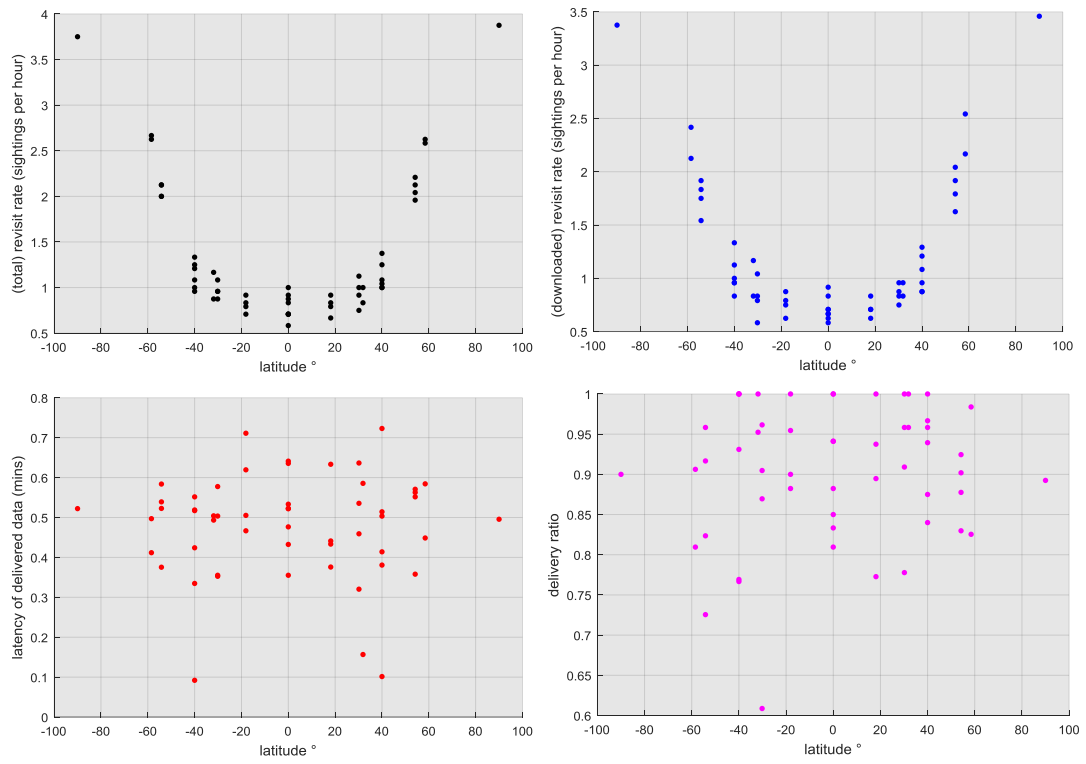 (total) revisit rate (sightings per hour)
4
3.5
3
2.5
2
1.5
1
0.5
-100 -80 -60 -40 -20 0 20 40 60 80 100
latitude °
(downloaded) revisit rate (sightings per hour)
3.5
3
2.5
2
1.5
1
0.5
-100 -80 -60 -40 -20 0 20 40 60 80 100
latitude °
latency of delivered data (mins)
0.8
0.7
0.6
0.5
0.4
0.3
0.2
0.1
0
-100 -80 -60 -40 -20 0 20 40 60 80 100
latitude °
delivery ratio
1
0.95
0.9
0.85
0.8
0.75
0.7
0.65
0.6
-100 -80 -60 -40 -20 0 20 40 60 80 100
latitude °